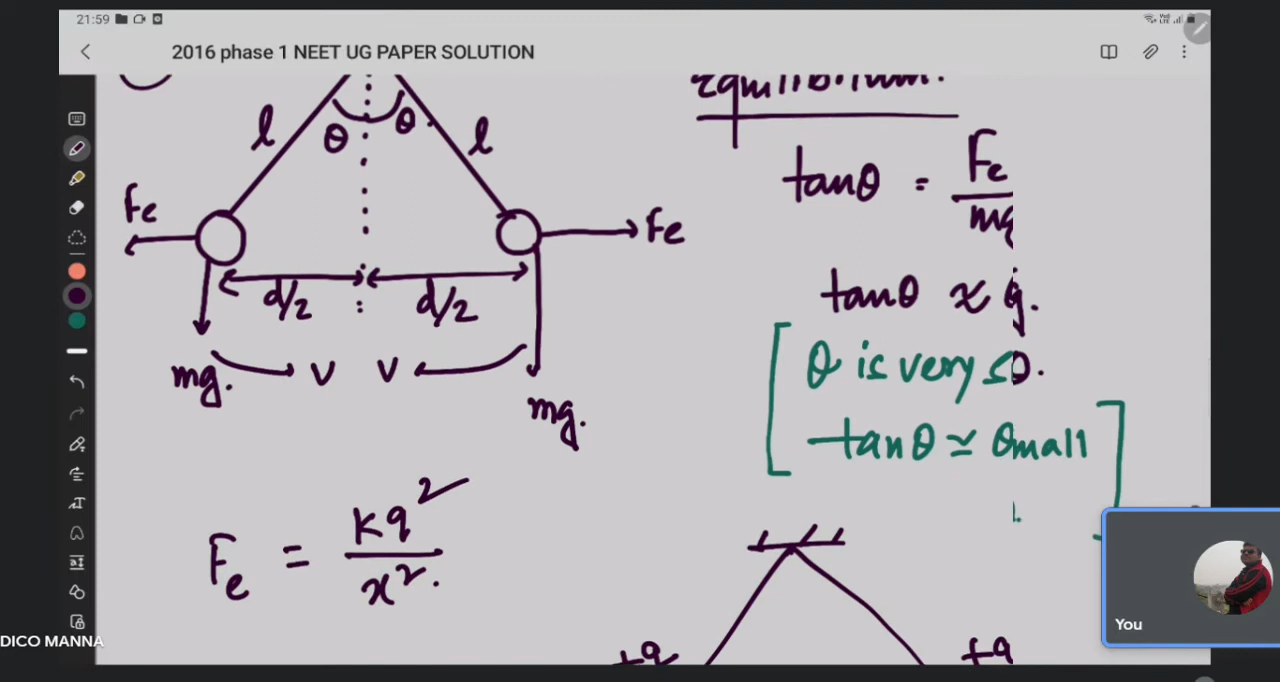 21:59
2016 phase 1 NEET UG PAPER SOLUTION
Equilibrium.
l θ θ l
Fe Fe
d/2 d/2
mg. v v mg.
Fe = kq²/x².
tanθ = Fe/mg
tanθ ≈
[θ is very
tanθ ≃ θmall]
+q +q
DICO MANNA
You